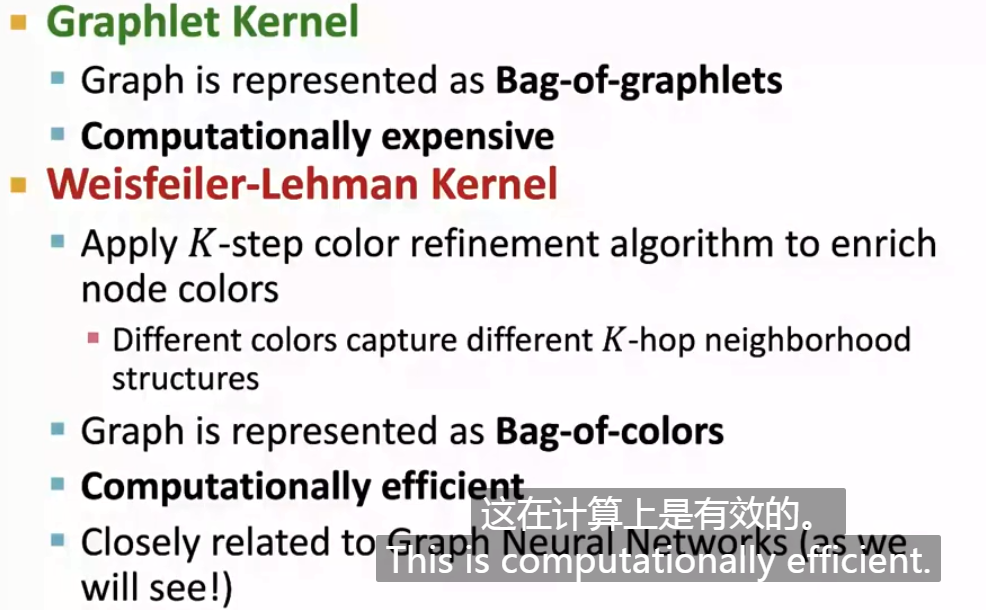 Graphlet Kernel
Graph is represented as Bag-of-graphlets
Computationally expensive
Weisfeiler-Lehman Kernel
Apply K-step color refinement algorithm to enrich
node colors
Different colors capture different K-hop neighborhood
structures
Graph is represented as Bag-of-colors
Computationally efficient
这在计算上是有效的。
Closely related to Graph Neural Networks (as we
This is computationally efficient.
will see!)